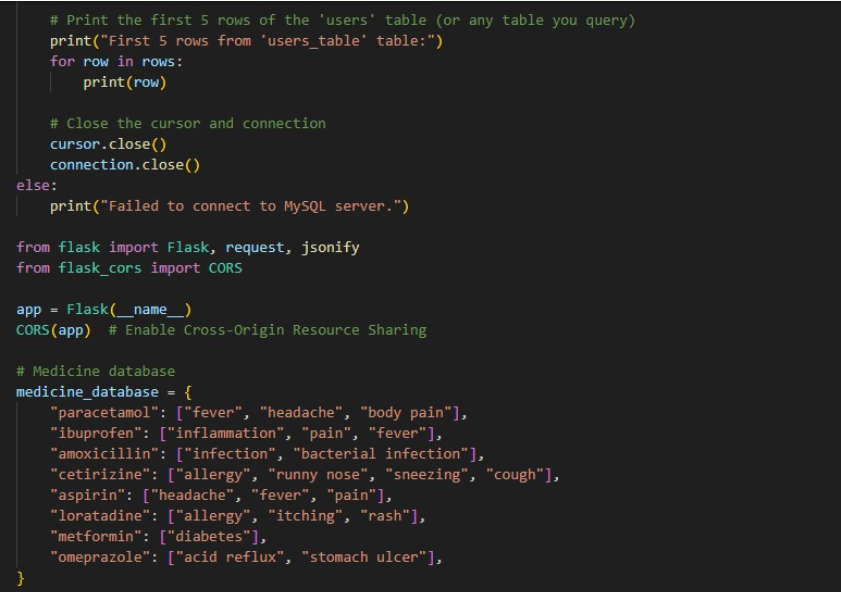 # Print the first 5 rows of the 'users' table (or any table you query)
print("First 5 rows from 'users_table' table:")
for row in rows:
print(row)
# Close the cursor and connection
cursor.close()
connection.close()
else:
print("Failed to connect to MySQL server.")
from flask import Flask, request, jsonify
from flask_cors import CORS
app = Flask(__name__)
CORS(app)  # Enable Cross-Origin Resource Sharing
# Medicine database
medicine_database = {
"paracetamol": ["fever", "headache", "body pain"],
"ibuprofen": ["inflammation", "pain", "fever"],
"amoxicillin": ["infection", "bacterial infection"],
"cetirizine": ["allergy", "runny nose", "sneezing", "cough"],
"aspirin": ["headache", "fever", "pain"],
"loratadine": ["allergy", "itching", "rash"],
"metformin": ["diabetes"],
"omeprazole": ["acid reflux", "stomach ulcer"],
}